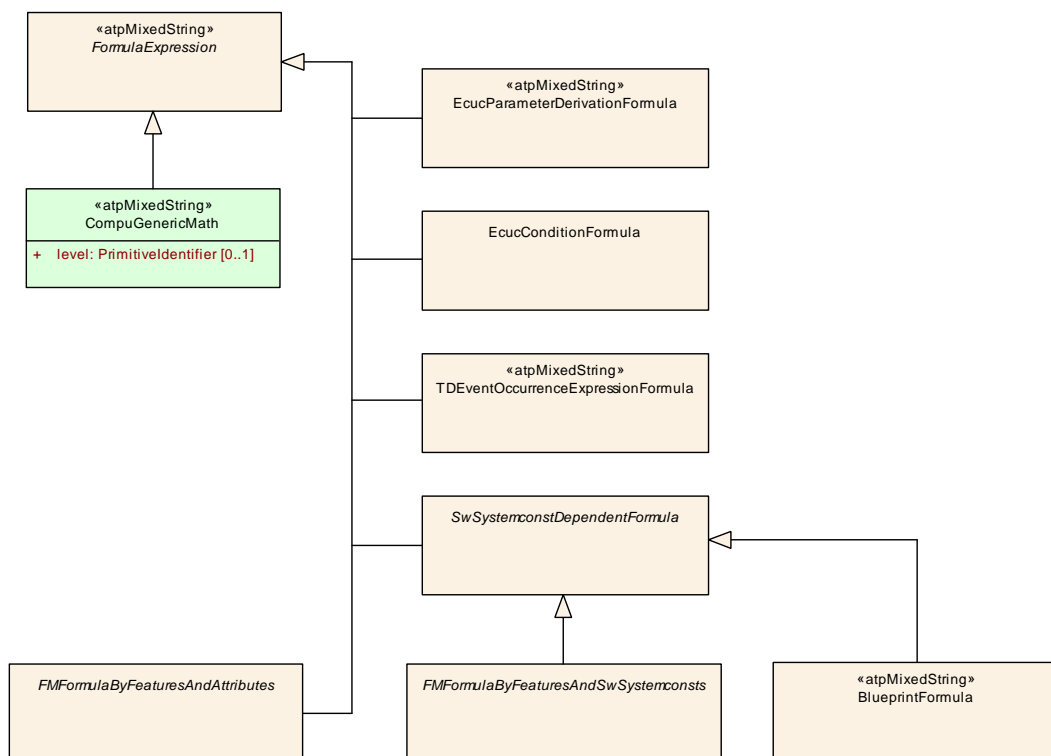 «atpMixedString»
FormulaExpression
«atpMixedString»
EcucParameterDerivationFormula
«atpMixedString»
CompuGenericMath
+ level: PrimitiveIdentifier [0..1]
EcucConditionFormula
«atpMixedString»
TDEventOccurrenceExpressionFormula
SwSystemconstDependentFormula
FMFormulaByFeaturesAndAttributes
FMFormulaByFeaturesAndSwSystemconsts
«atpMixedString»
BlueprintFormula